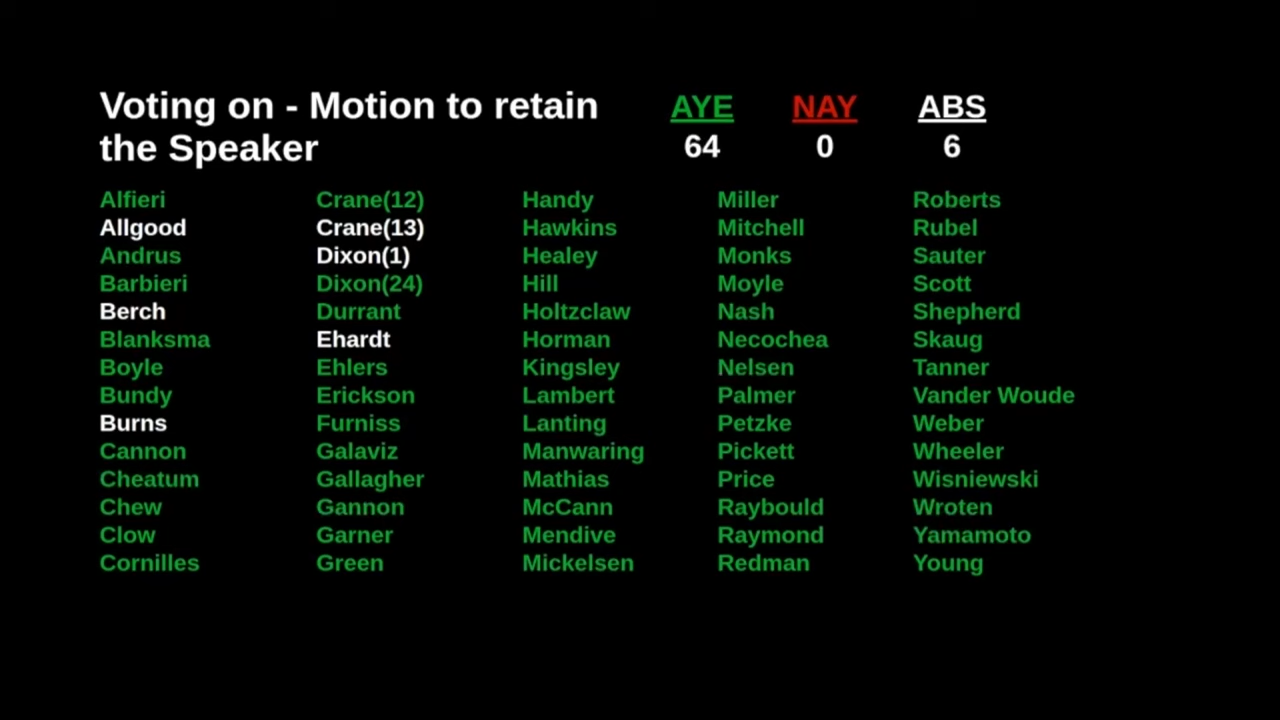 Voting on - Motion to retain
the Speaker
AYE NAY ABS
64 0 6
Alfieri Crane(12) Handy Miller Roberts
Allgood Crane(13) Hawkins Mitchell Rubel
Andrus Dixon(1) Healey Monks Sauter
Barbieri Dixon(24) Hill Moyle Scott
Berch Durrant Holtzclaw Nash Shepherd
Blanksma Ehardt Horman Necochea Skaug
Boyle Ehlers Kingsley Nelsen Tanner
Bundy Erickson Lambert Palmer Vander Woude
Burns Furniss Lanting Petzke Weber
Cannon Galaviz Manwaring Pickett Wheeler
Cheatum Gallagher Mathias Price Wisniewski
Chew Gannon McCann Raybould Wroten
Clow Garner Mendive Raymond Yamamoto
Cornilles Green Mickelsen Redman Young